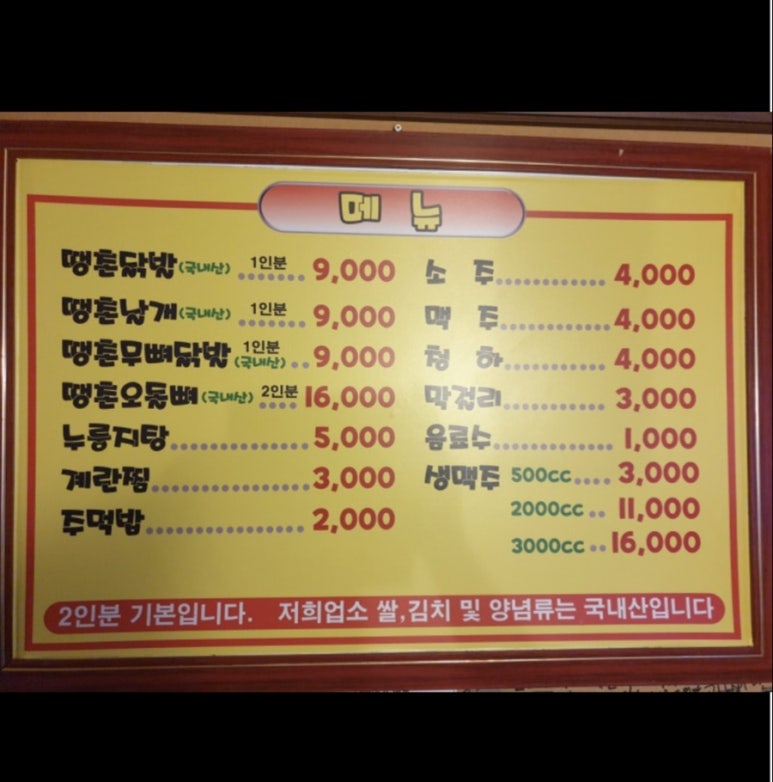 메뉴
땡촌닭발(국내산) 1인분 ....... 9,000
땡촌날개(국내산) 1인분 ....... 9,000
땡촌무뼈닭발(국내산) 1인분 .. 9,000
땡촌오돌뼈(국내산) 2인분 .... 16,000
누룽지탕 ................ 5,000
계란찜 .................. 3,000
주먹밥 .................. 2,000
소 주 ............ 4,000
맥 주 ............ 4,000
청 하 ............ 4,000
막걸리 ............ 3,000
음료수 ............. 1,000
생맥주 500cc .... 3,000
2000cc .. 11,000
3000cc .. 16,000
2인분 기본입니다. 저희업소 쌀,김치 및 양념류는 국내산입니다